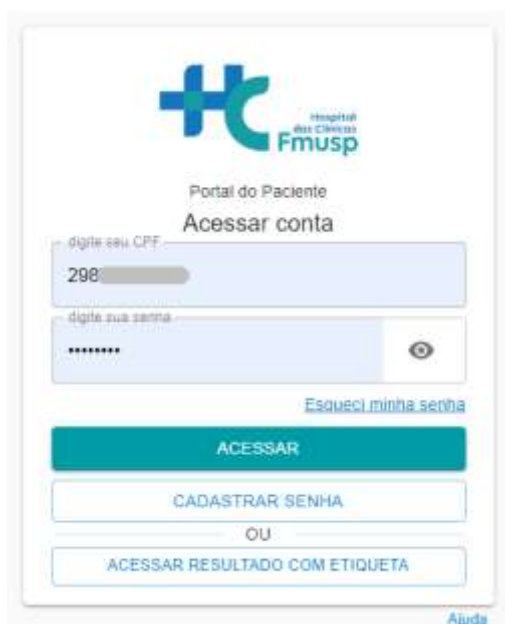 HC
Hospital
das Clínicas
Fmusp
Portal do Paciente
Acessar conta
digite seu CPF
298
digite sua senha
••••••••
Esqueci minha senha
ACESSAR
CADASTRAR SENHA
OU
ACESSAR RESULTADO COM ETIQUETA
Ajuda